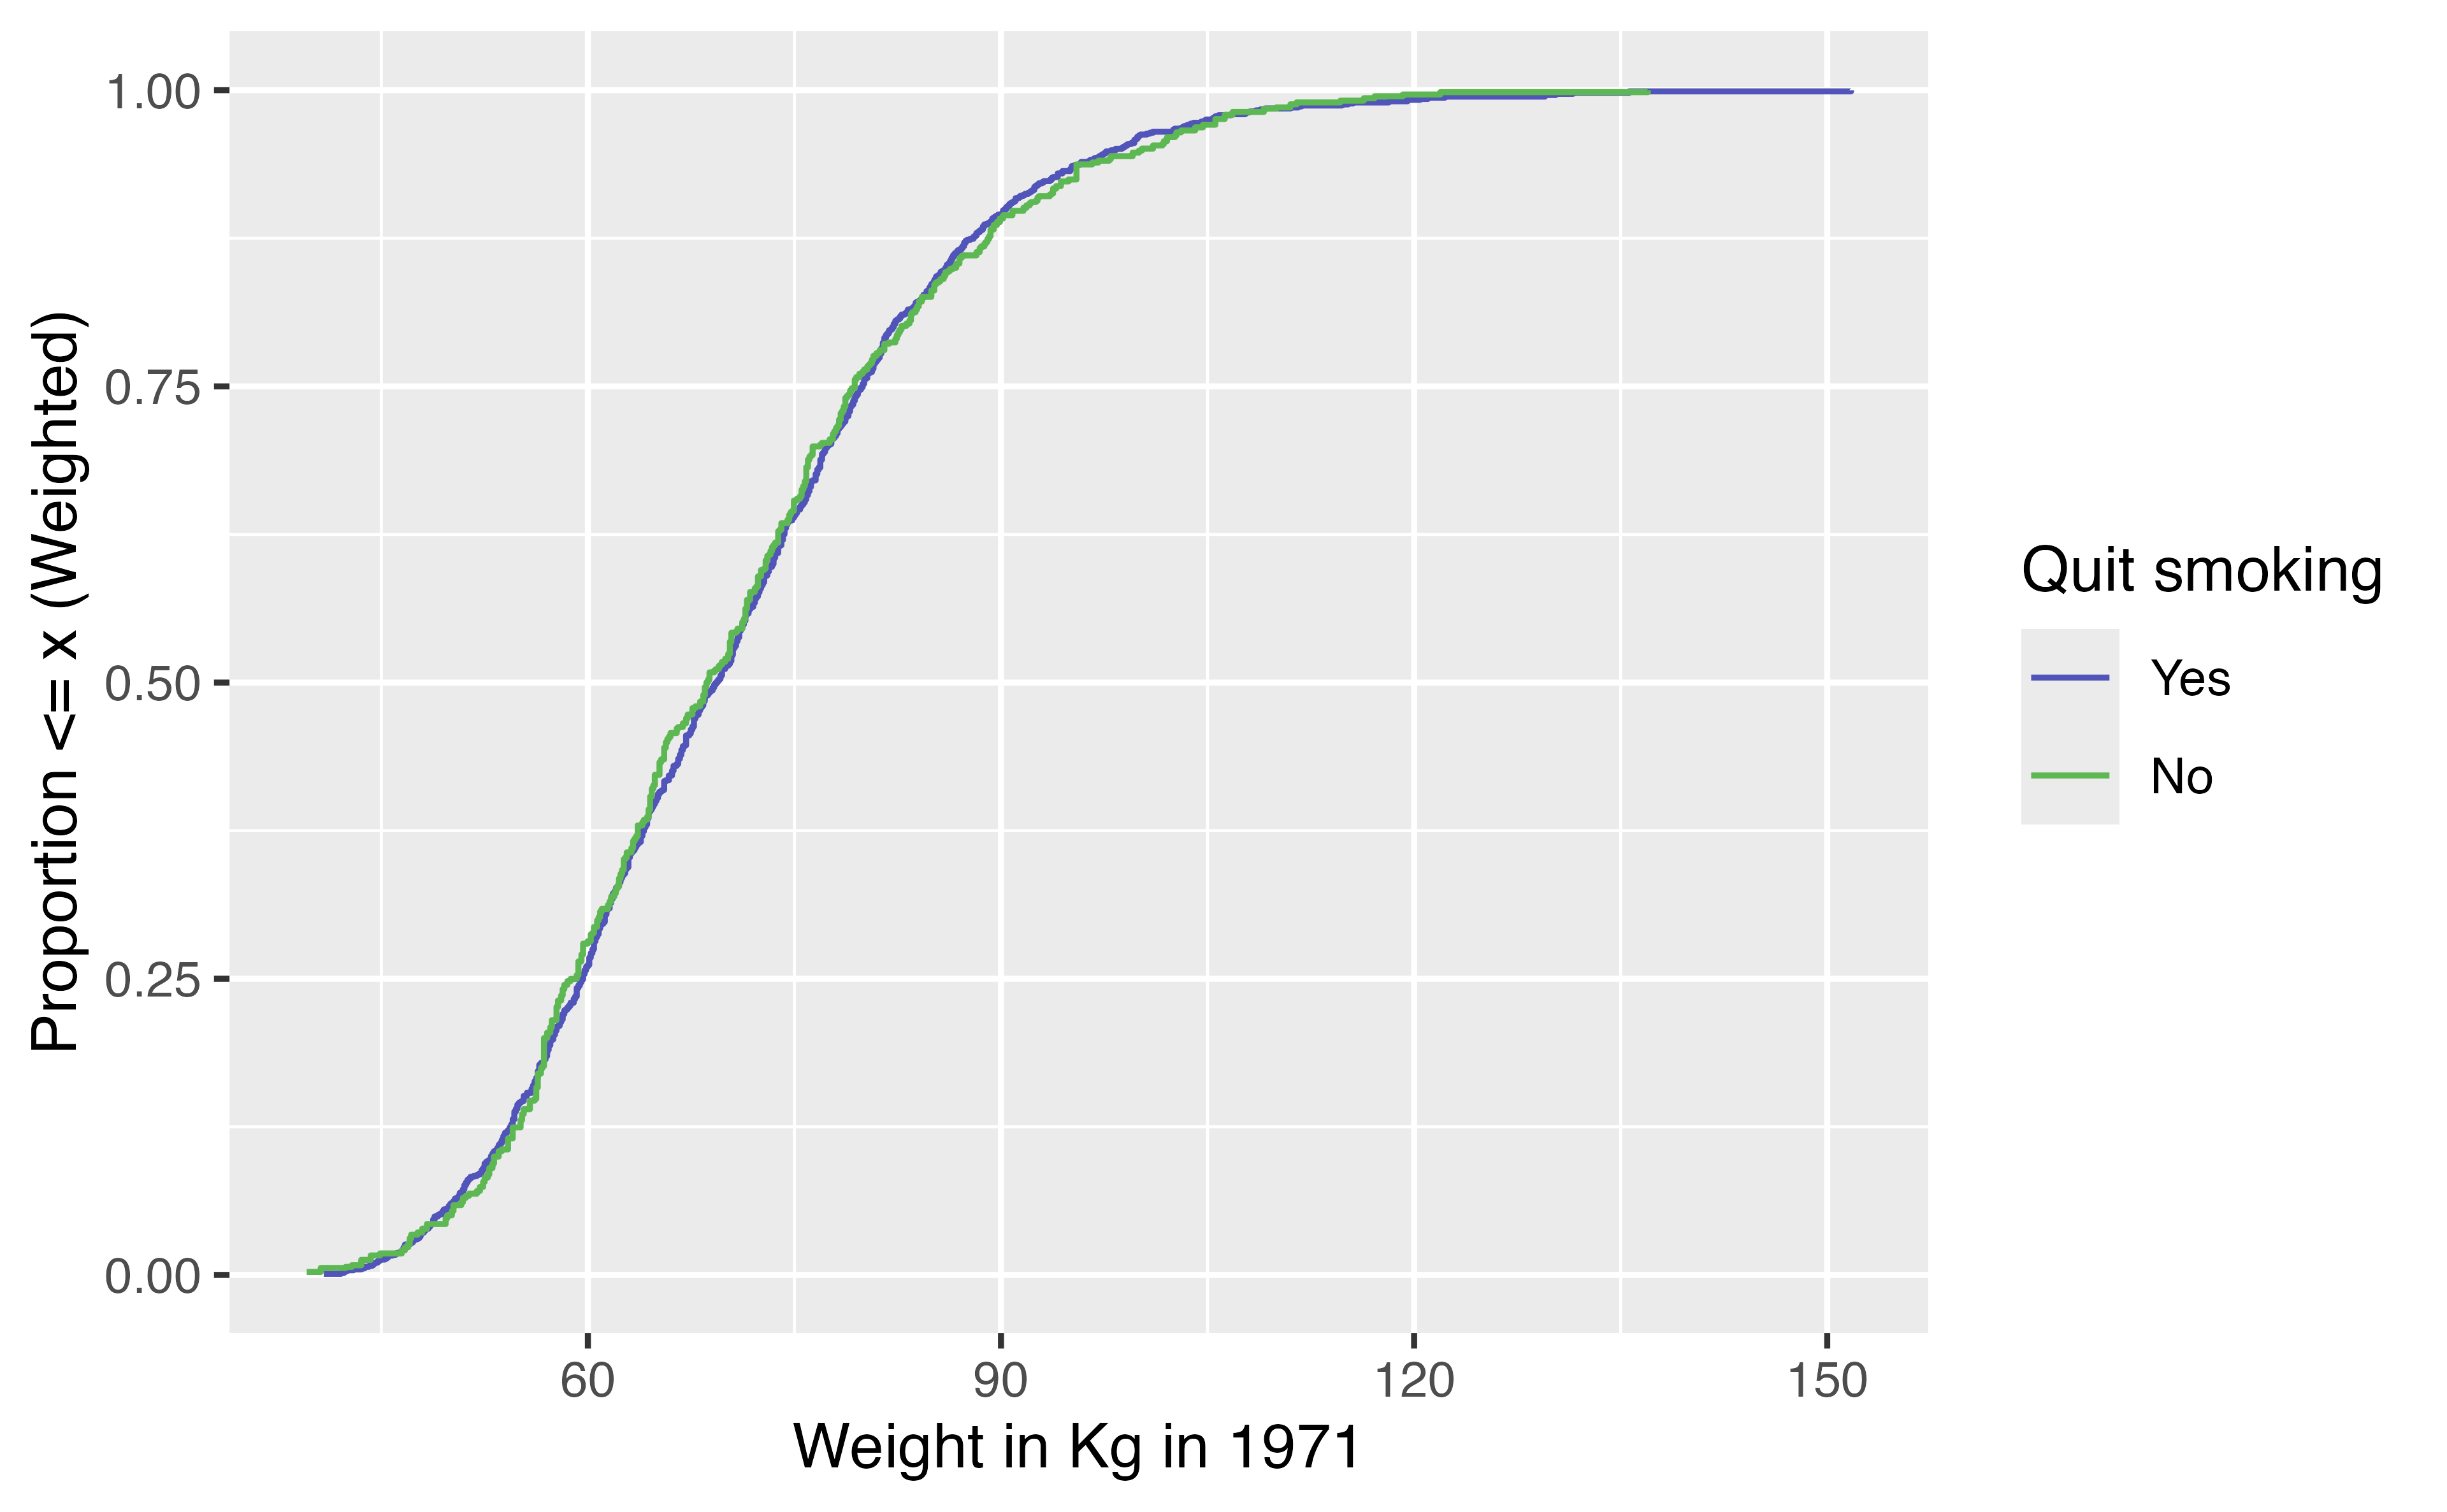 Proportion <= x (Weighted)
1.00
0.75
0.50
0.25
0.00
60 90 120 150
Weight in Kg in 1971
Quit smoking
Yes
No